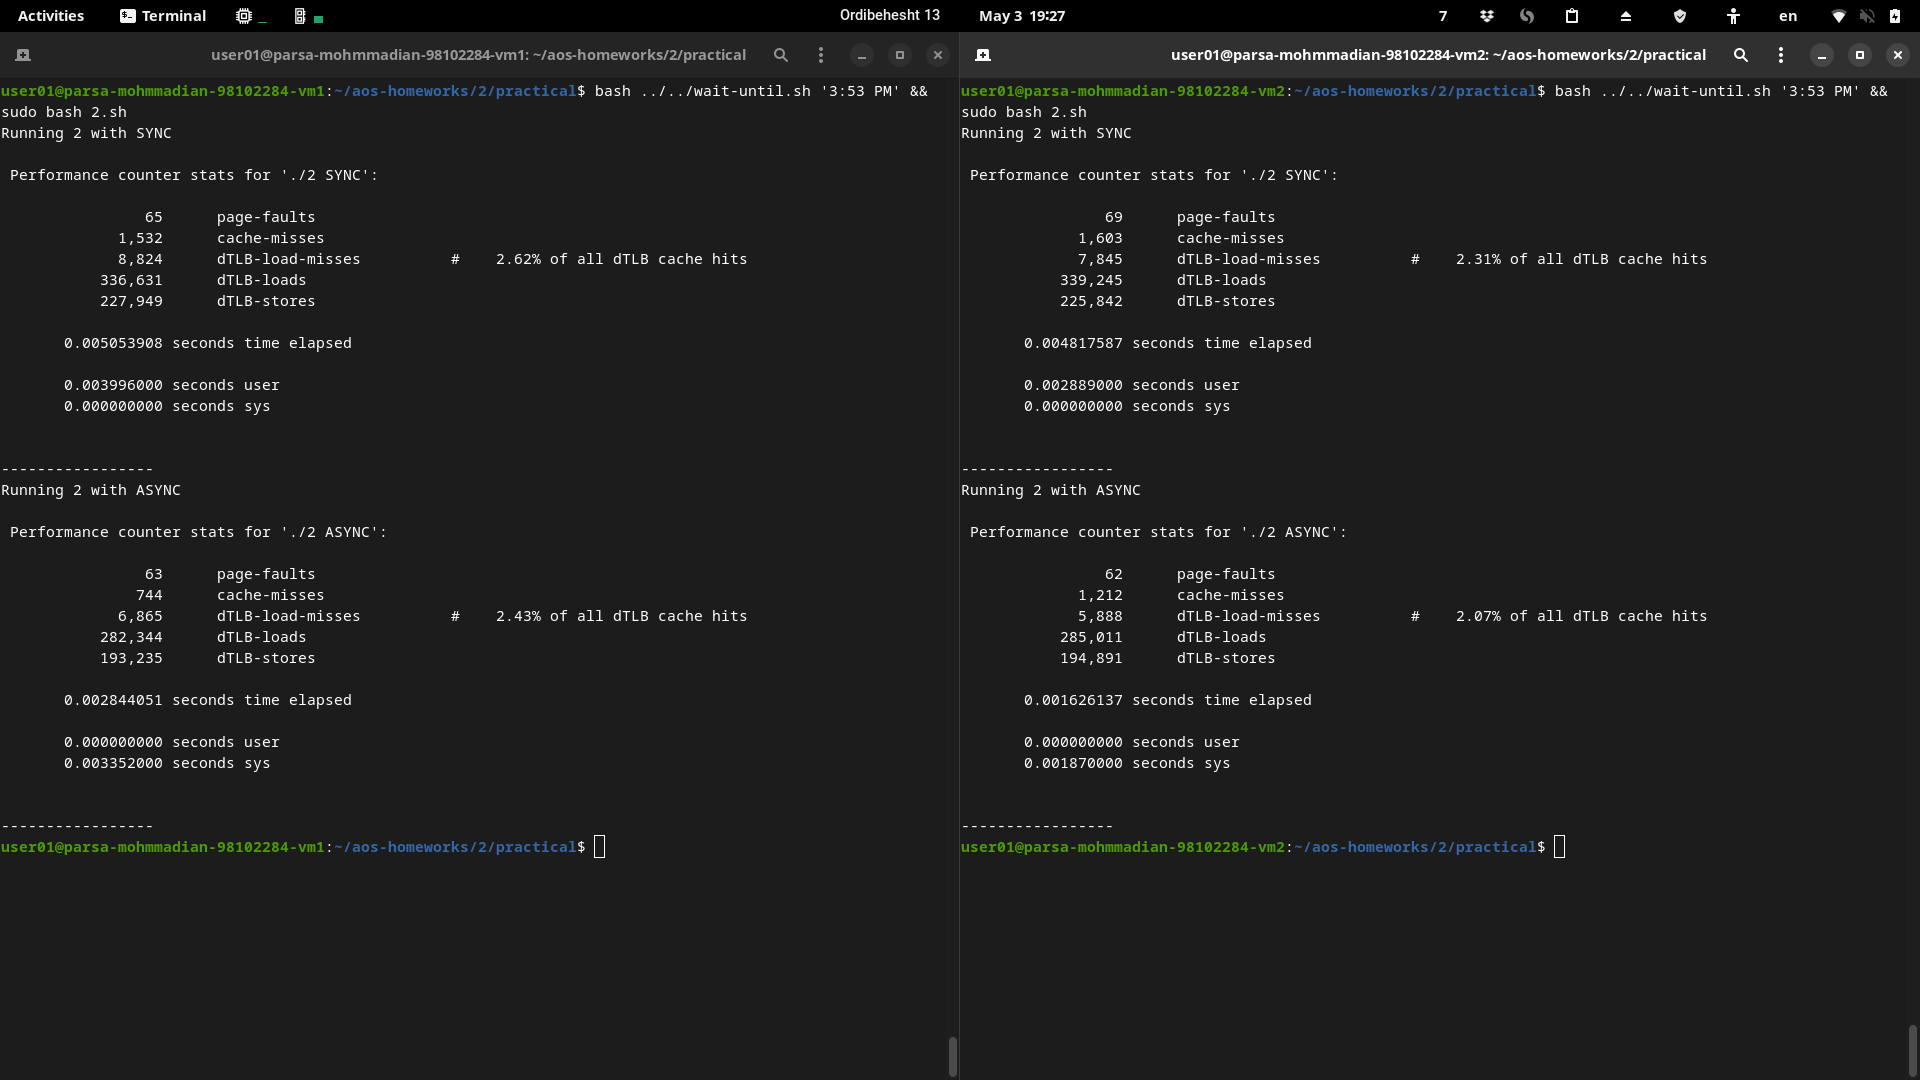 Activities Terminal _ Ordibehesht 13 May 3 19:27 7 en
user01@parsa-mohmmadian-98102284-vm1: ~/aos-homeworks/2/practical
user01@parsa-mohmmadian-98102284-vm1:~/aos-homeworks/2/practical$ bash ../../wait-until.sh '3:53 PM' &&
sudo bash 2.sh
Running 2 with SYNC
Performance counter stats for './2 SYNC':
65 page-faults
1,532 cache-misses
8,824 dTLB-load-misses # 2.62% of all dTLB cache hits
336,631 dTLB-loads
227,949 dTLB-stores
0.005053908 seconds time elapsed
0.003996000 seconds user
0.000000000 seconds sys
-----------------
Running 2 with ASYNC
Performance counter stats for './2 ASYNC':
63 page-faults
744 cache-misses
6,865 dTLB-load-misses # 2.43% of all dTLB cache hits
282,344 dTLB-loads
193,235 dTLB-stores
0.002844051 seconds time elapsed
0.000000000 seconds user
0.003352000 seconds sys
-----------------
user01@parsa-mohmmadian-98102284-vm1:~/aos-homeworks/2/practical$
user01@parsa-mohmmadian-98102284-vm2: ~/aos-homeworks/2/practical
user01@parsa-mohmmadian-98102284-vm2:~/aos-homeworks/2/practical$ bash ../../wait-until.sh '3:53 PM' &&
sudo bash 2.sh
Running 2 with SYNC
Performance counter stats for './2 SYNC':
69 page-faults
1,603 cache-misses
7,845 dTLB-load-misses # 2.31% of all dTLB cache hits
339,245 dTLB-loads
225,842 dTLB-stores
0.004817587 seconds time elapsed
0.002889000 seconds user
0.000000000 seconds sys
-----------------
Running 2 with ASYNC
Performance counter stats for './2 ASYNC':
62 page-faults
1,212 cache-misses
5,888 dTLB-load-misses # 2.07% of all dTLB cache hits
285,011 dTLB-loads
194,891 dTLB-stores
0.001626137 seconds time elapsed
0.000000000 seconds user
0.001870000 seconds sys
-----------------
user01@parsa-mohmmadian-98102284-vm2:~/aos-homeworks/2/practical$